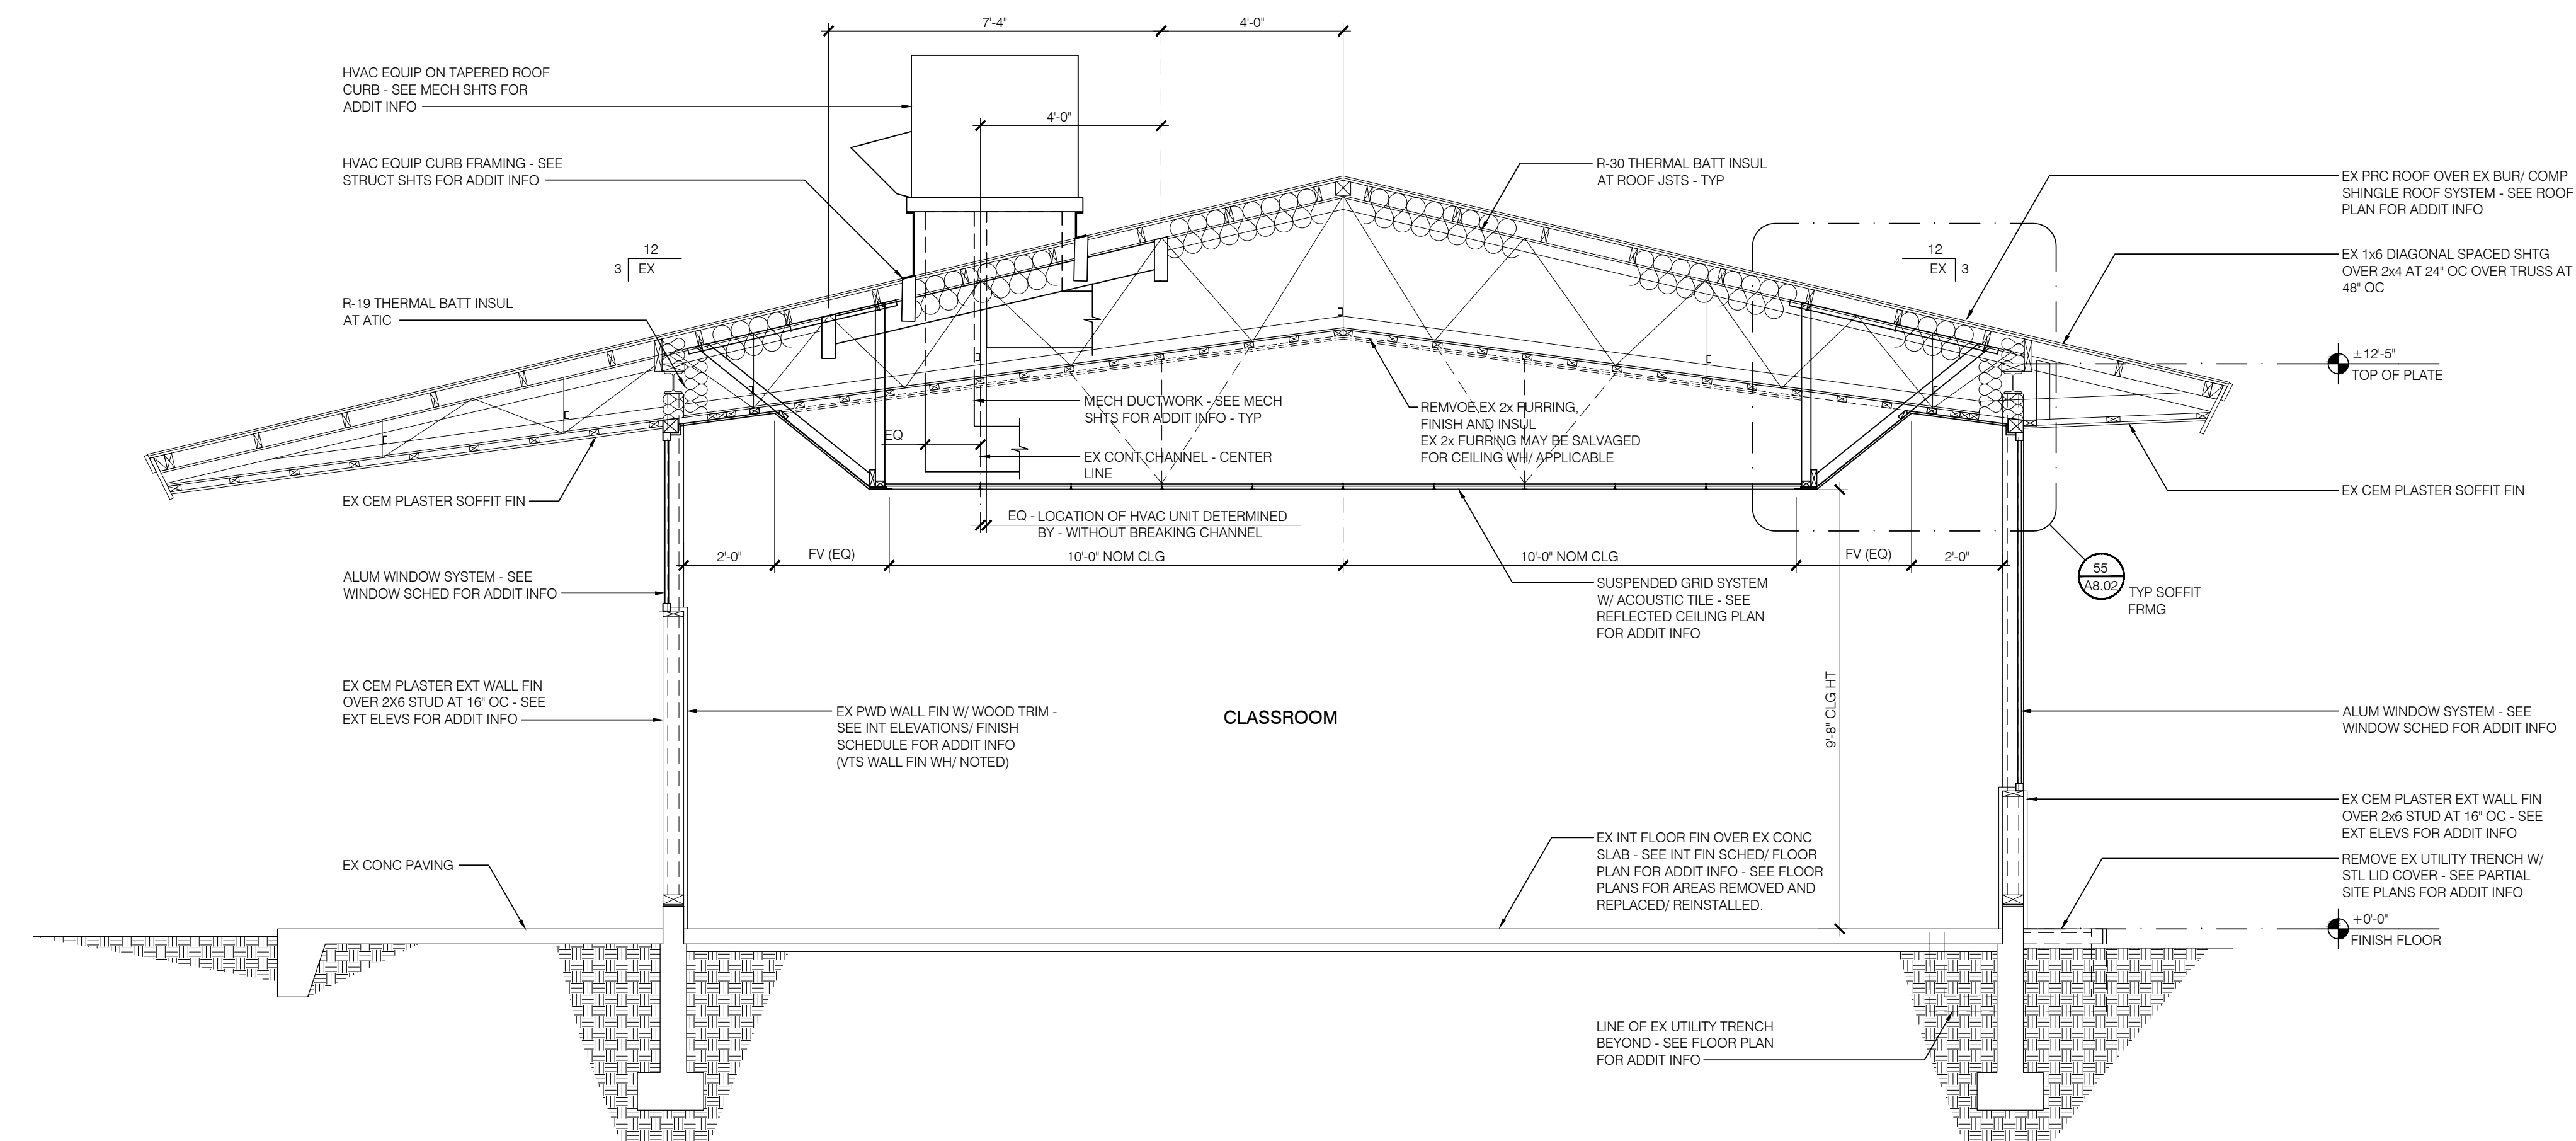 7'-4"
4'-0"
HVAC EQUIP ON TAPERED ROOF
CURB - SEE MECH SHTS FOR
ADDIT INFO
4'-0"
HVAC EQUIP CURB FRAMING - SEE
STRUCT SHTS FOR ADDIT INFO
R-30 THERMAL BATT INSUL
AT ROOF JSTS - TYP
EX PRC ROOF OVER EX BUR/ COMP
SHINGLE ROOF SYSTEM - SEE ROOF
PLAN FOR ADDIT INFO
12
3 EX
12
EX 3
EX 1x6 DIAGONAL SPACED SHTG
OVER 2x4 AT 24" OC OVER TRUSS AT
48" OC
R-19 THERMAL BATT INSUL
AT ATIC
±12'-5"
TOP OF PLATE
MECH DUCTWORK - SEE MECH
SHTS FOR ADDIT INFO - TYP
REMVOE EX 2x FURRING,
FINISH AND INSUL
EX 2x FURRING MAY BE SALVAGED
FOR CEILING WH/ APPLICABLE
EQ
EX CONT CHANNEL - CENTER
LINE
EX CEM PLASTER SOFFIT FIN
EX CEM PLASTER SOFFIT FIN
EQ - LOCATION OF HVAC UNIT DETERMINED
BY - WITHOUT BREAKING CHANNEL
2'-0"
FV (EQ)
10'-0" NOM CLG
10'-0" NOM CLG
FV (EQ)
2'-0"
55
A8.02
TYP SOFFIT
FRMG
ALUM WINDOW SYSTEM - SEE
WINDOW SCHED FOR ADDIT INFO
SUSPENDED GRID SYSTEM
W/ ACOUSTIC TILE - SEE
REFLECTED CEILING PLAN
FOR ADDIT INFO
EX CEM PLASTER EXT WALL FIN
OVER 2X6 STUD AT 16" OC - SEE
EXT ELEVS FOR ADDIT INFO
EX PWD WALL FIN W/ WOOD TRIM -
SEE INT ELEVATIONS/ FINISH
SCHEDULE FOR ADDIT INFO
(VTS WALL FIN WH/ NOTED)
CLASSROOM
9'-8" CLG HT
ALUM WINDOW SYSTEM - SEE
WINDOW SCHED FOR ADDIT INFO
EX CEM PLASTER EXT WALL FIN
OVER 2x6 STUD AT 16" OC - SEE
EXT ELEVS FOR ADDIT INFO
EX CONC PAVING
EX INT FLOOR FIN OVER EX CONC
SLAB - SEE INT FIN SCHED/ FLOOR
PLAN FOR ADDIT INFO - SEE FLOOR
PLANS FOR AREAS REMOVED AND
REPLACED/ REINSTALLED.
REMOVE EX UTILITY TRENCH W/
STL LID COVER - SEE PARTIAL
SITE PLANS FOR ADDIT INFO
+0'-0"
FINISH FLOOR
LINE OF EX UTILITY TRENCH
BEYOND - SEE FLOOR PLAN
FOR ADDIT INFO